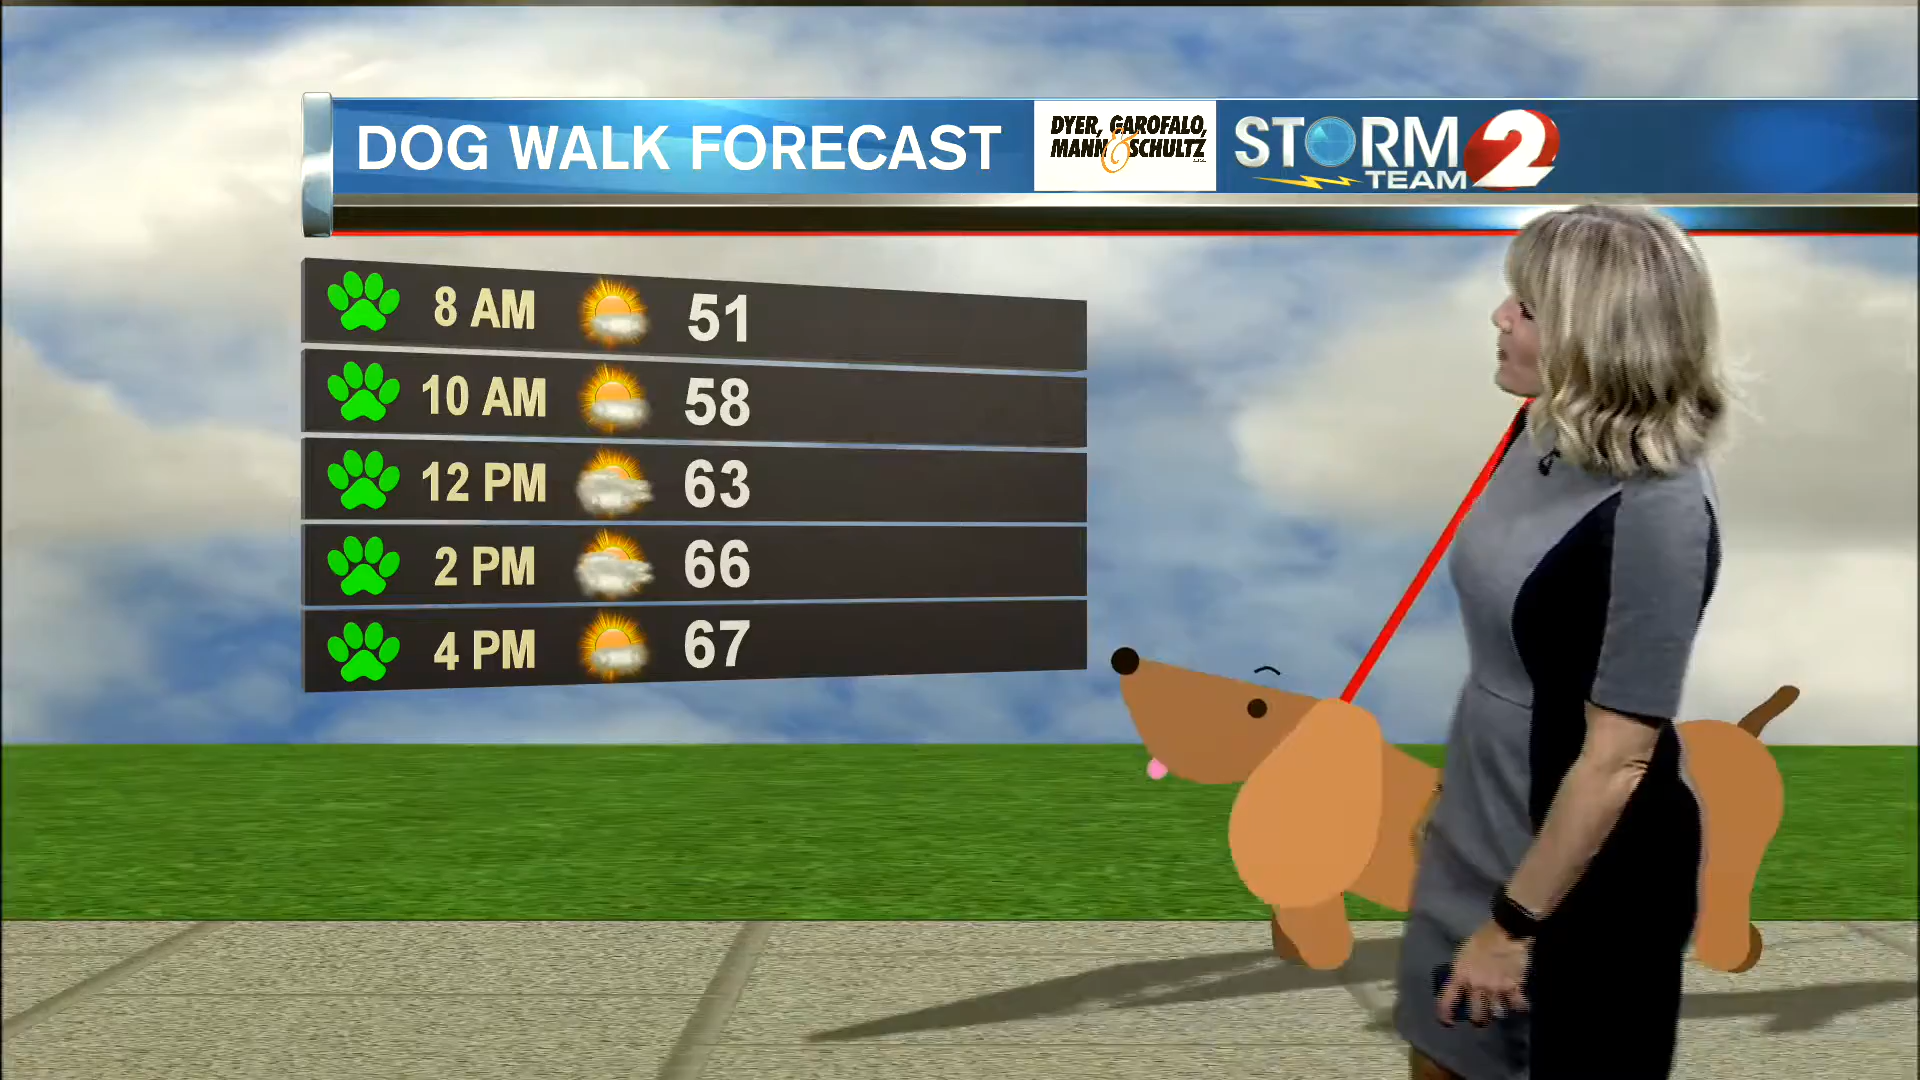 DOG WALK FORECAST
DYER, GAROFALO,
MANN & SCHULTZ
STORM
TEAM 2
8 AM 51
10 AM 58
12 PM 63
2 PM 66
4 PM 67